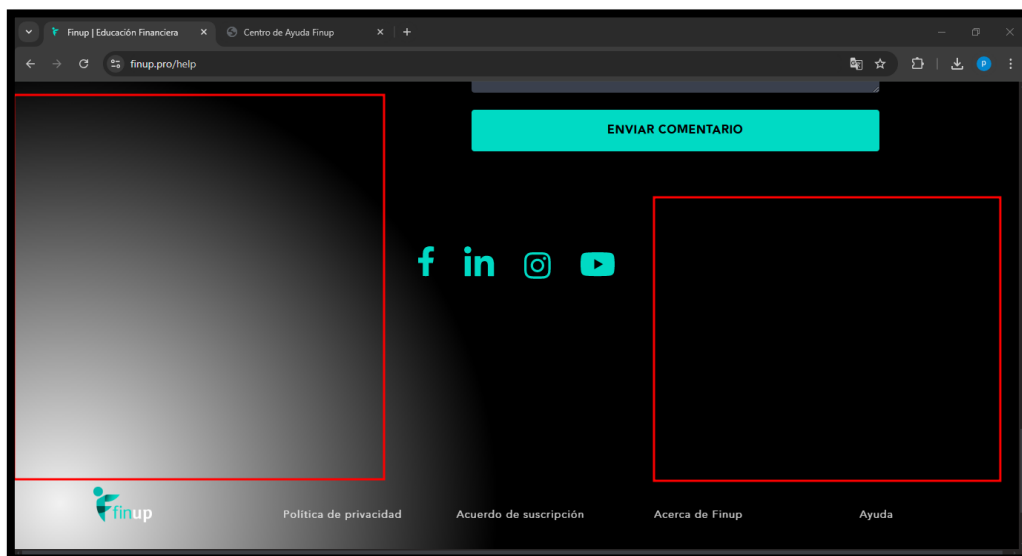 Finup | Educación Financiera
Centro de Ayuda Finup
finup.pro/help
P
ENVIAR COMENTARIO
f in
finup
Política de privacidad
Acuerdo de suscripción
Acerca de Finup
Ayuda